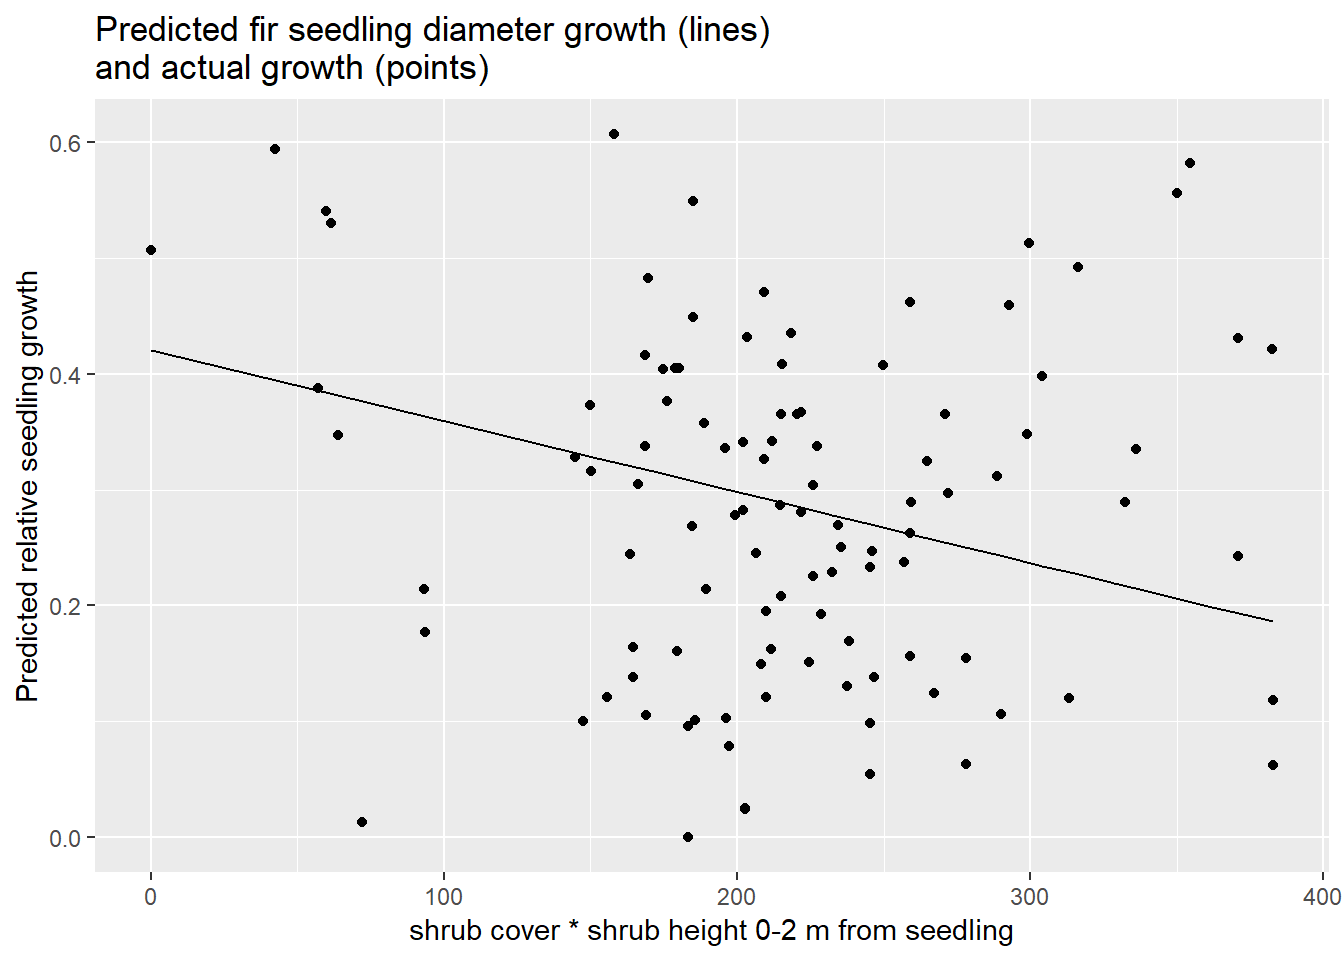 Predicted fir seedling diameter growth (lines)
and actual growth (points)
Predicted relative seedling growth
0.6
0.4
0.2
0.0
0 100 200 300 400
shrub cover * shrub height 0-2 m from seedling